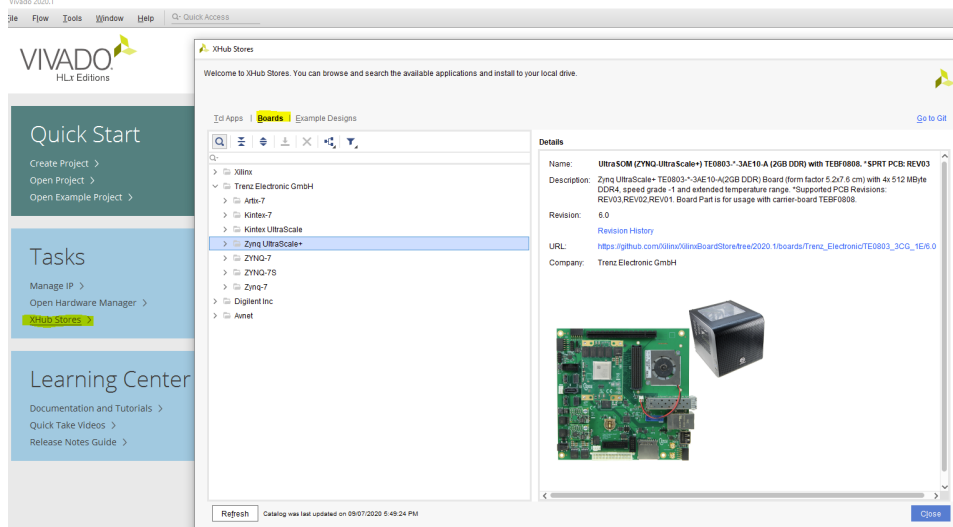 Vivado 2020.1
File Flow Tools Window Help Q- Quick Access
VIVADO
HLx Editions
Quick Start
Create Project >
Open Project >
Open Example Project >
Tasks
Manage IP >
Open Hardware Manager >
XHub Stores >
Learning Center
Documentation and Tutorials >
Quick Take Videos >
Release Notes Guide >
XHub Stores
Welcome to XHub Stores. You can browse and search the available applications and install to your local drive.
Tcl Apps | Boards | Example Designs
Go to Git
Q-
> Xilinx
Trenz Electronic GmbH
> Artix-7
> Kintex-7
> Kintex UltraScale
> Zynq UltraScale+
> ZYNQ-7
> ZYNQ-7S
> Zynq-7
> Digilent Inc
> Avnet
Details
Name: UltraSOM (ZYNQ-UltraScale+) TE0803-*-3AE10-A (2GB DDR) with TEBF0808. *SPRT PCB: REV03
Description: Zynq UltraScale+ TE0803-*-3AE10-A(2GB DDR) Board (form factor 5.2x7.6 cm) with 4x 512 MByte
DDR4, speed grade -1 and extended temperature range. *Supported PCB Revisions:
REV03,REV02,REV01. Board Part is for usage with carrier-board TEBF0808.
Revision: 6.0
Revision History
URL: https://github.com/Xilinx/XilinxBoardStore/tree/2020.1/boards/Trenz_Electronic/TE0803_3CG_1E/6.0
Company: Trenz Electronic GmbH
Refresh Catalog was last updated on 09/07/2020 5:49:24 PM
Close